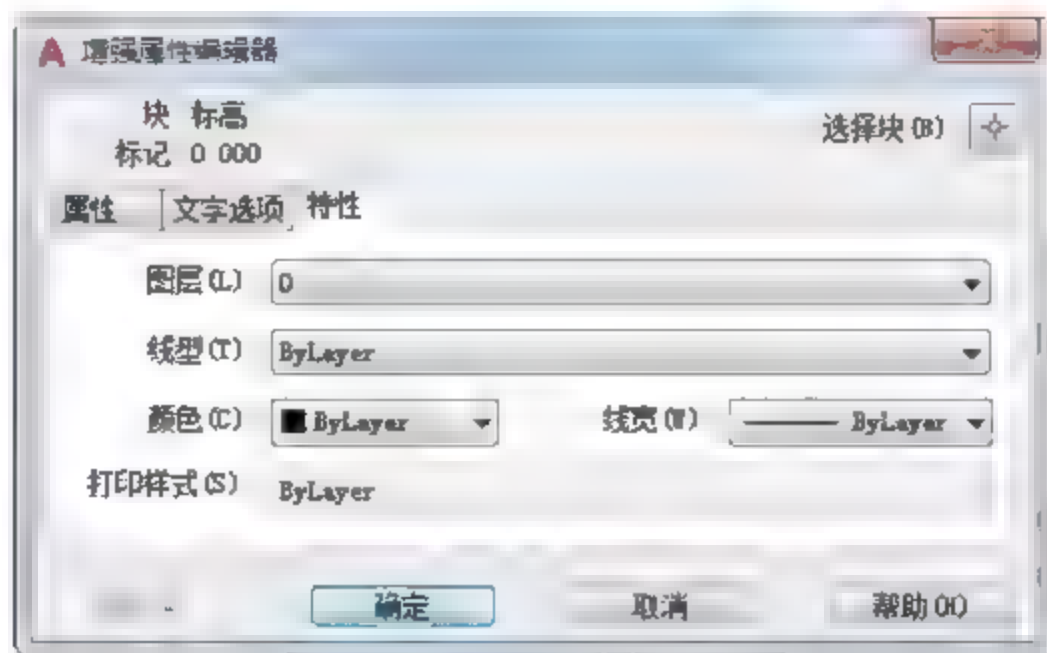 增强属性编辑器
块 标高
标记 0 000
选择块(B)
属性 文字选项 特性
图层(L) 0
线型(T) ByLayer
颜色(C) ByLayer 线宽(W) ByLayer
打印样式(S) ByLayer
确定 取消 帮助(H)